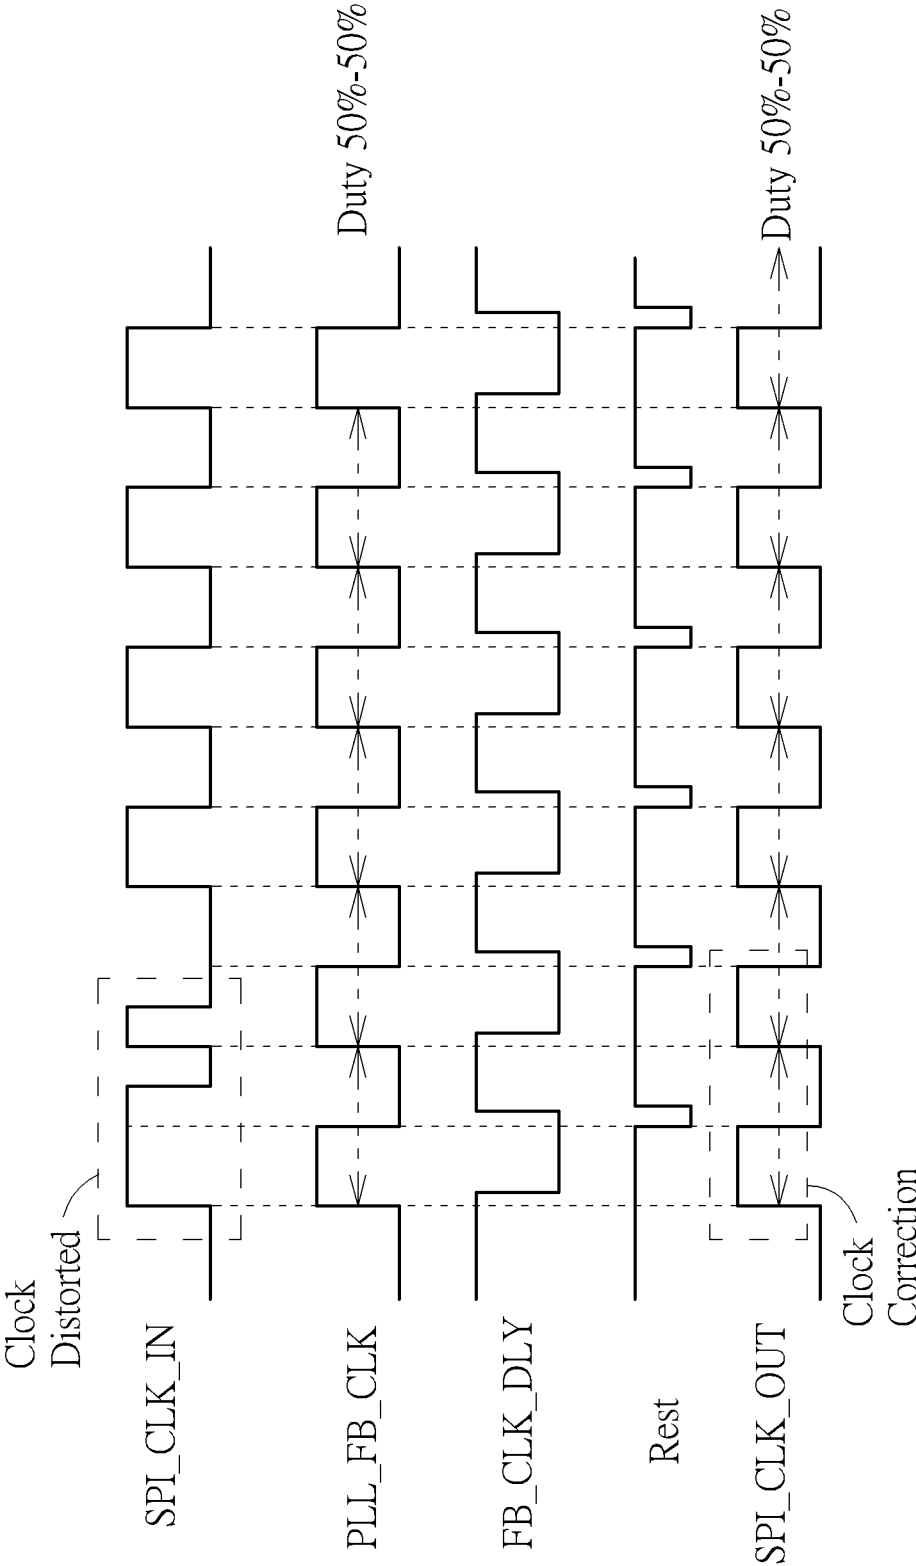 Clock
Distorted
SPI_CLK_IN
PLL_FB_CLK
Duty 50%-50%
FB_CLK_DLY
Rest
SPI_CLK_OUT
Duty 50%-50%
Clock
Correction